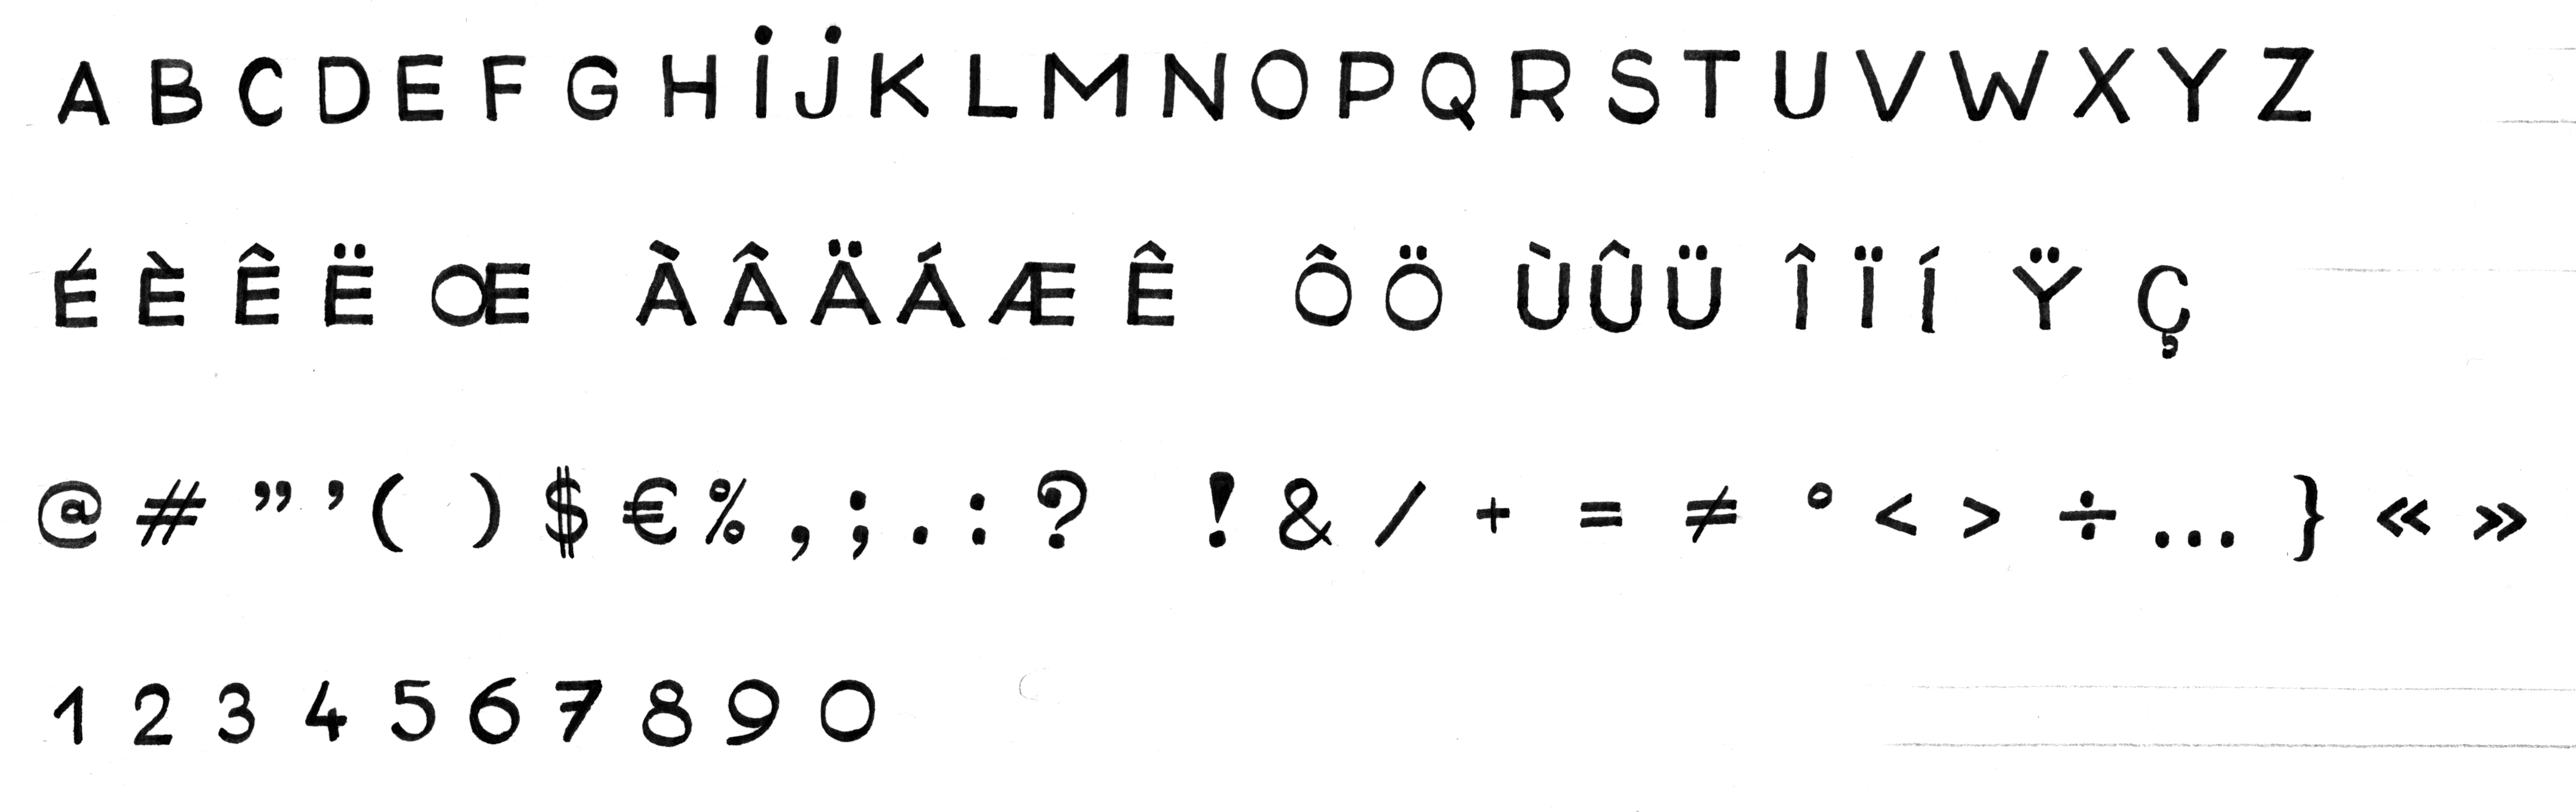 A B C D E F G H i j K L M N O P Q R S T U V W X Y Z
É È Ê Ë Œ À Â Ä Á Æ Ê Ô Ö Ù Û Ü Î Ï Í Ÿ Ç
@ # ” ’ ( ) $ € % , ; . : ? ! & / + = ≠ ° < > ÷ ... } « »
1 2 3 4 5 6 7 8 9 0